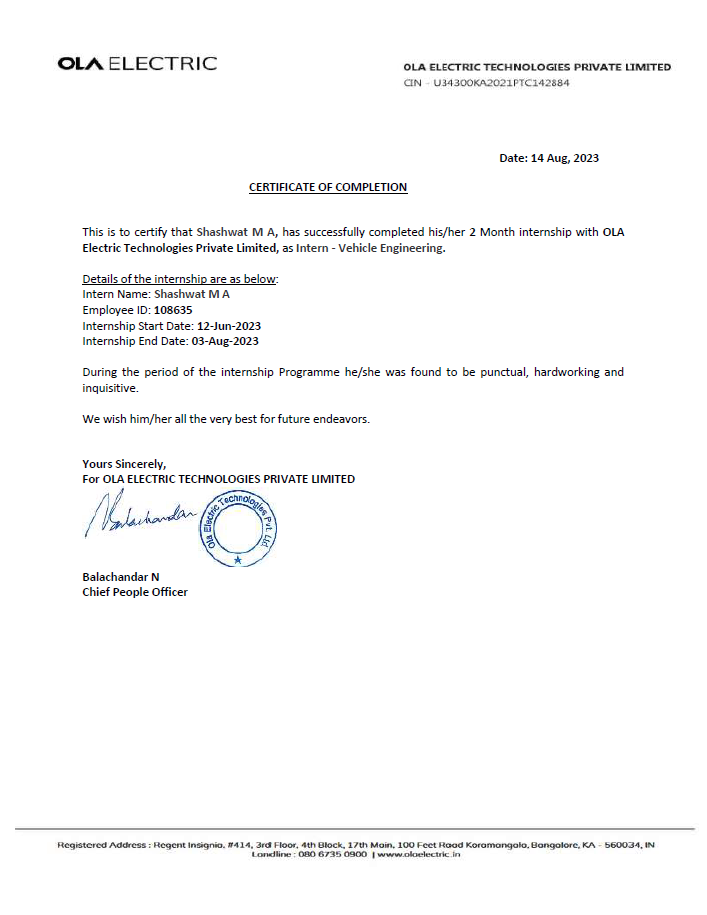 OLA ELECTRIC
OLA ELECTRIC TECHNOLOGIES PRIVATE LIMITED
CIN - U34300KA2021PTC142884
Date: 14 Aug, 2023
CERTIFICATE OF COMPLETION
This is to certify that Shashwat M A, has successfully completed his/her 2 Month internship with OLA
Electric Technologies Private Limited, as Intern - Vehicle Engineering.
Details of the internship are as below:
Intern Name: Shashwat M A
Employee ID: 108635
Internship Start Date: 12-Jun-2023
Internship End Date: 03-Aug-2023
During the period of the internship Programme he/she was found to be punctual, hardworking and
inquisitive.
We wish him/her all the very best for future endeavors.
Yours Sincerely,
For OLA ELECTRIC TECHNOLOGIES PRIVATE LIMITED
Balachandar
Ola Electric Technologies Pvt. Ltd.
Balachandar N
Chief People Officer
Registered Address : Regent Insignia, #414, 3rd Floor, 4th Block, 17th Main, 100 Feet Road Koramangala, Bangalore, KA - 560034, IN
Landline : 080 6735 0900 | www.olaelectric.in